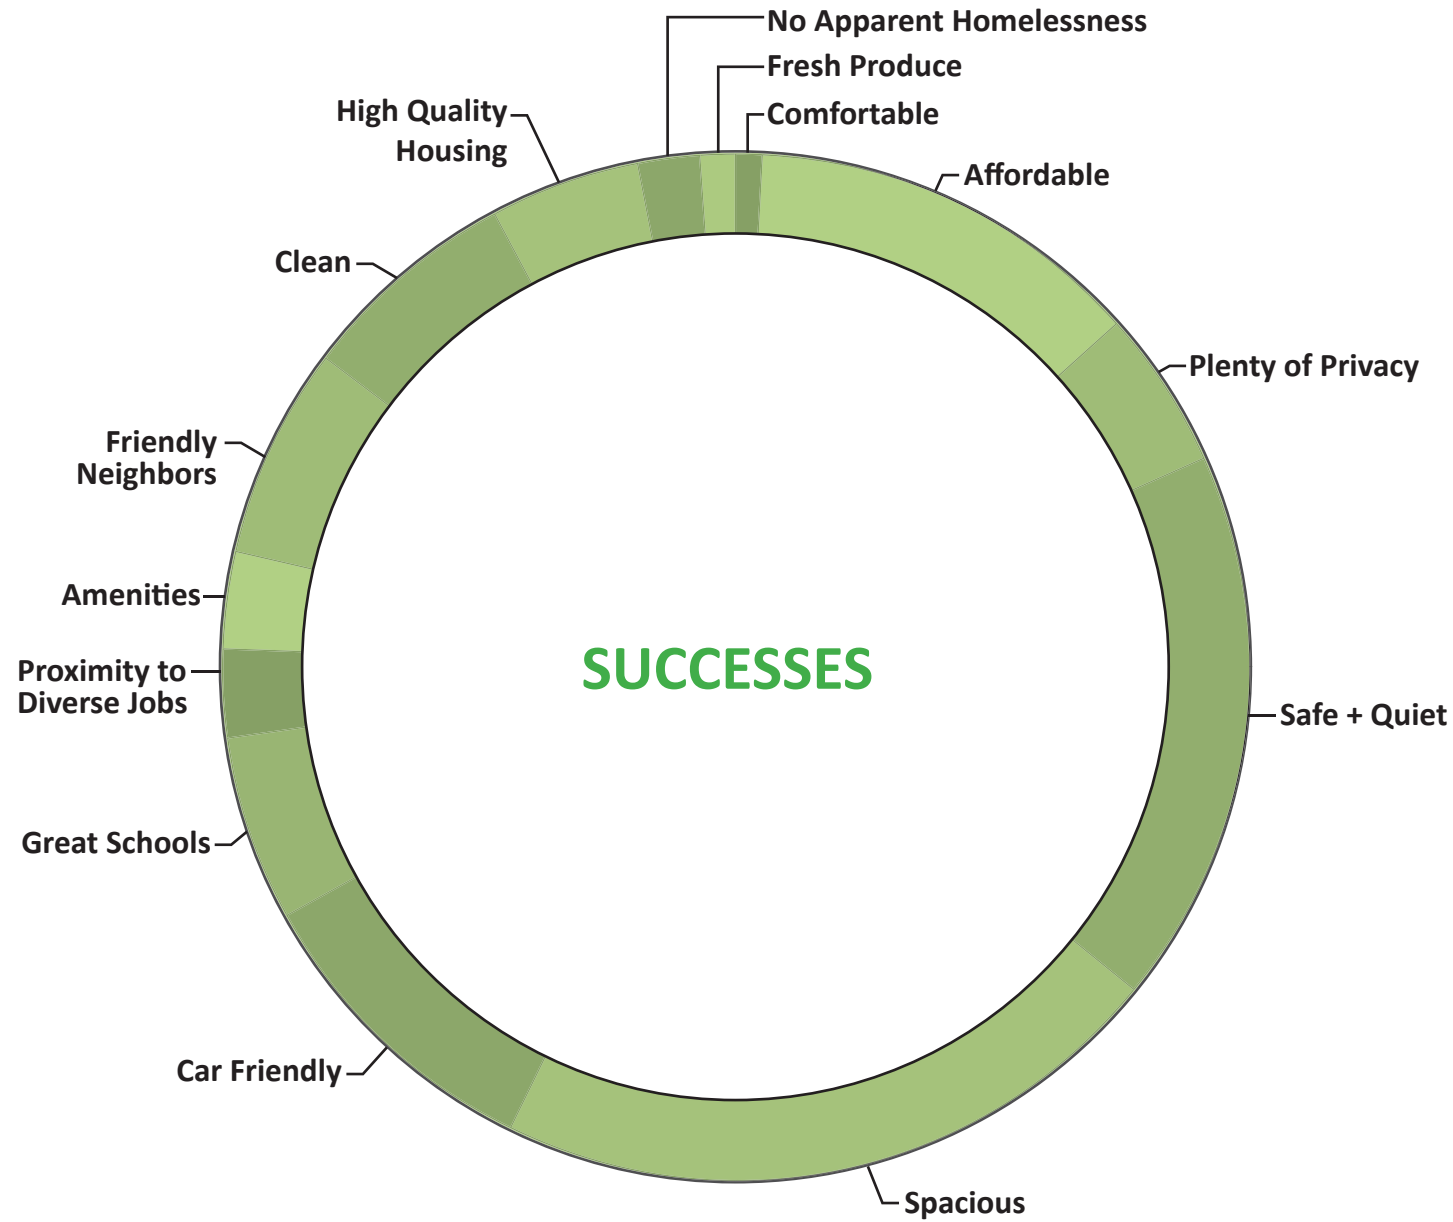 No Apparent Homelessness
Fresh Produce
Comfortable
High Quality
Housing
Affordable
Clean
Plenty of Privacy
Friendly
Neighbors
Amenities
SUCCESSES
Proximity to
Diverse Jobs
Safe + Quiet
Great Schools
Car Friendly
Spacious